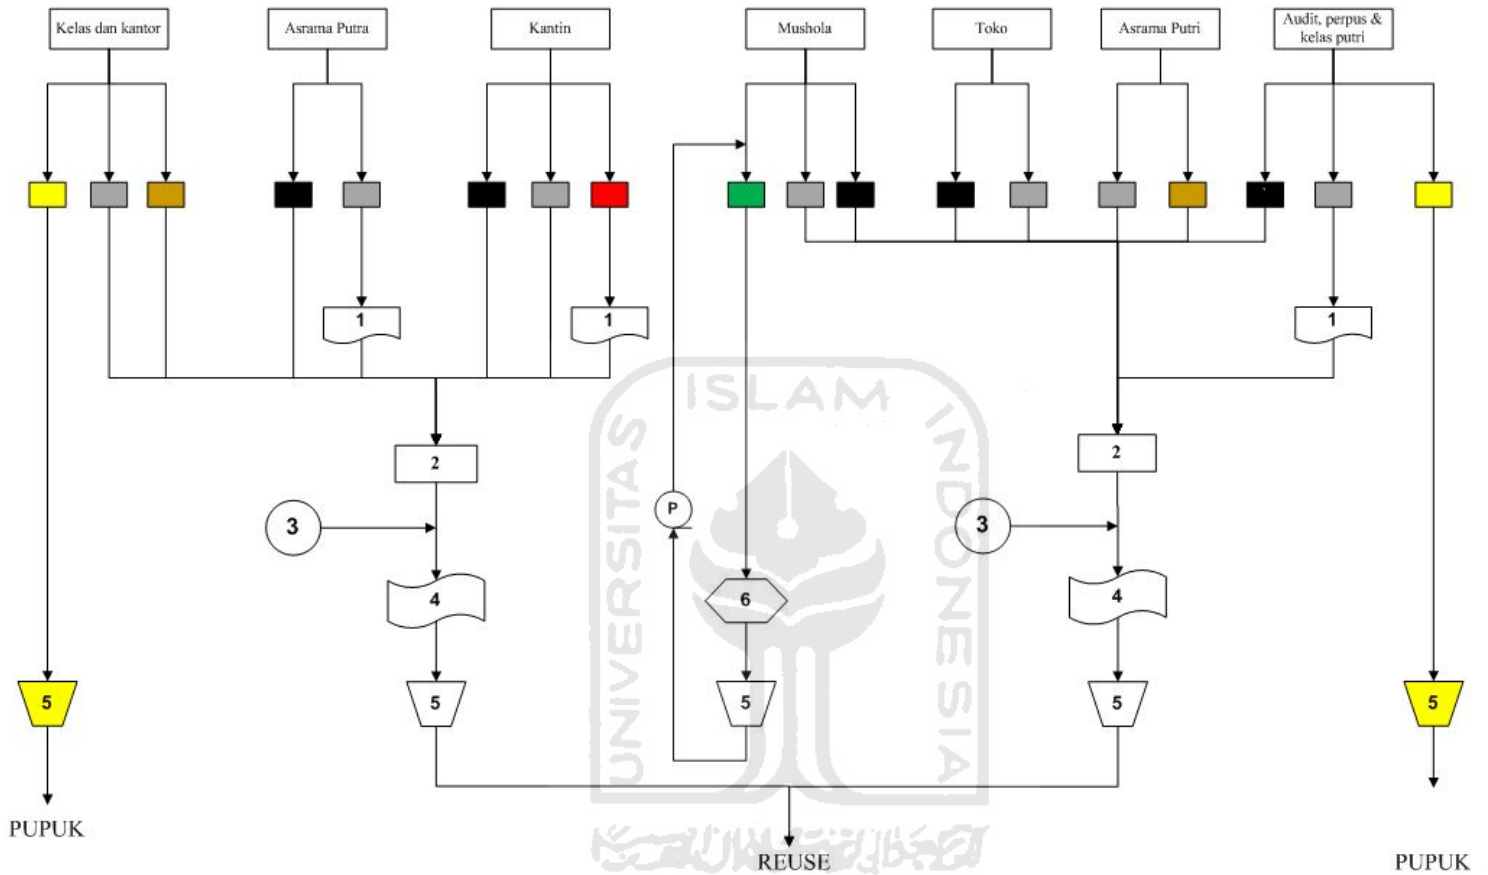 Kelas dan kantor
Asrama Putra
Kantin
Mushola
Toko
Asrama Putri
Audit, perpus &
kelas putri
1
1
1
2
2
3
P
3
4
6
4
5
5
5
5
5
PUPUK
REUSE
PUPUK
UNIVERSITAS
ISLAM
INDONESIA